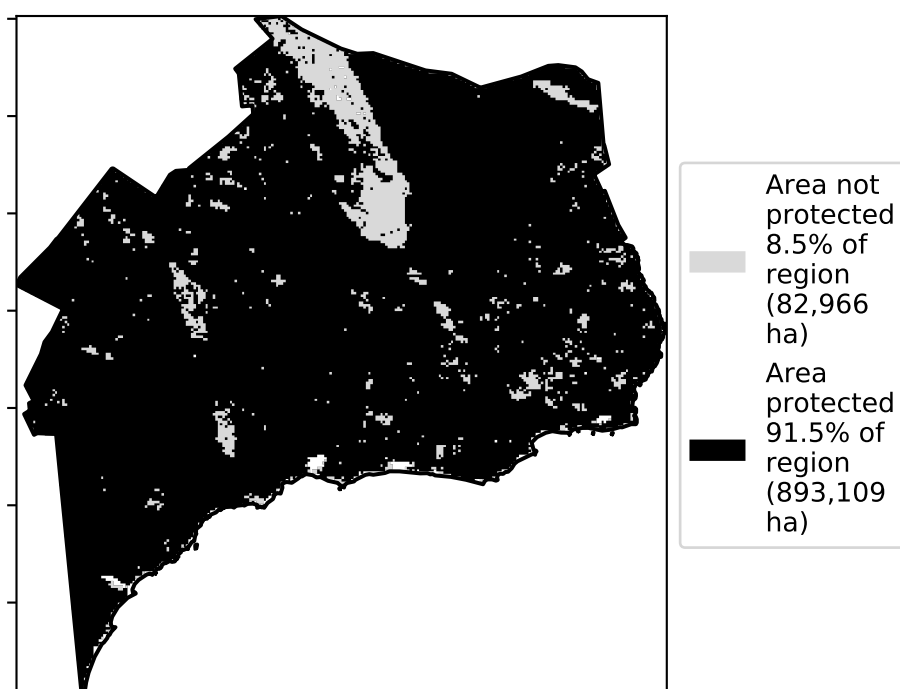 Area not
protected
8.5% of
region
(82,966
ha)
Area
protected
91.5% of
region
(893,109
ha)